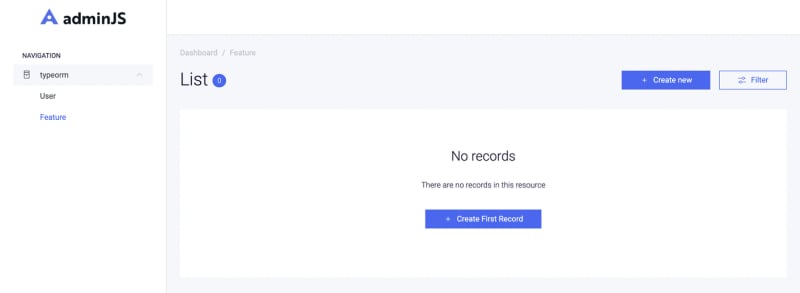 adminJS
NAVIGATION
typeorm
User
Feature
Dashboard / Feature
List 0
+ Create new
Filter
No records
There are no records in this resource
+ Create First Record